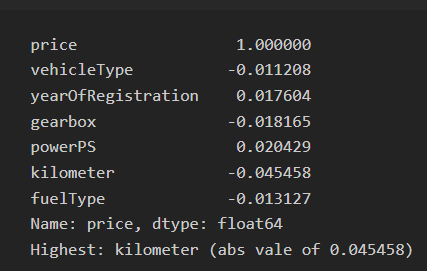 price 1.000000
vehicleType -0.011208
yearOfRegistration 0.017604
gearbox -0.018165
powerPS 0.020429
kilometer -0.045458
fuelType -0.013127
Name: price, dtype: float64
Highest: kilometer (abs vale of 0.045458)